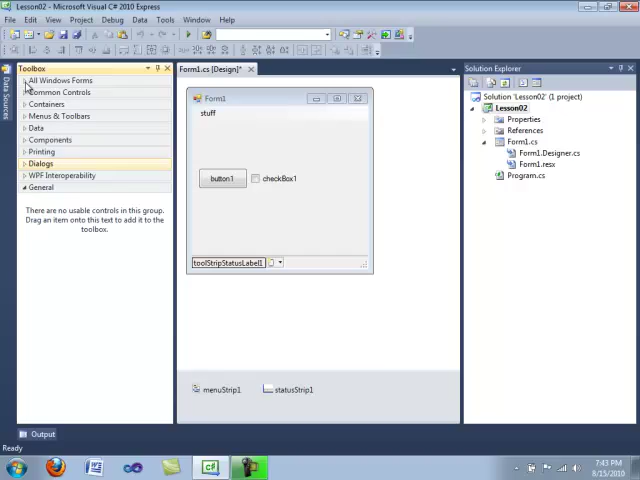 Lesson02 - Microsoft Visual C# 2010 Express
File Edit View Project Debug Data Tools Window Help
Toolbox
All Windows Forms
Common Controls
Containers
Menus & Toolbars
Data
Components
Printing
Dialogs
WPF Interoperability
General
There are no usable controls in this group.
Drag an item onto this text to add it to the
toolbox.
Data Sources
Form1.cs [Design]*
Form1
stuff
button1
checkBox1
toolStripStatusLabel1
menuStrip1
statusStrip1
Solution Explorer
Solution 'Lesson02' (1 project)
Lesson02
Properties
References
Form1.cs
Form1.Designer.cs
Form1.resx
Program.cs
Output
Ready
7:43 PM
8/15/2010